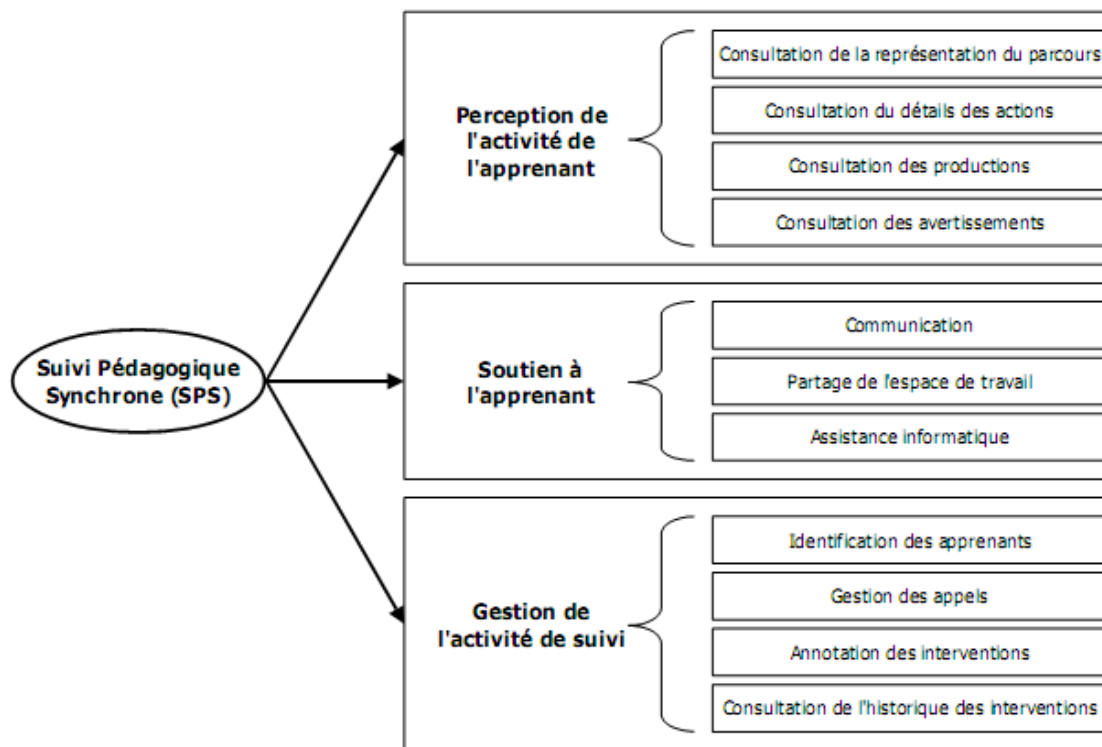 Suivi Pédagogique
Synchrone (SPS)
Perception de
l'activité de
l'apprenant
Consultation de la représentation du parcours
Consultation du détails des actions
Consultation des productions
Consultation des avertissements
Soutien à
l'apprenant
Communication
Partage de l'espace de travail
Assistance informatique
Gestion de
l'activité de suivi
Identification des apprenants
Gestion des appels
Annotation des interventions
Consultation de l'historique des interventions